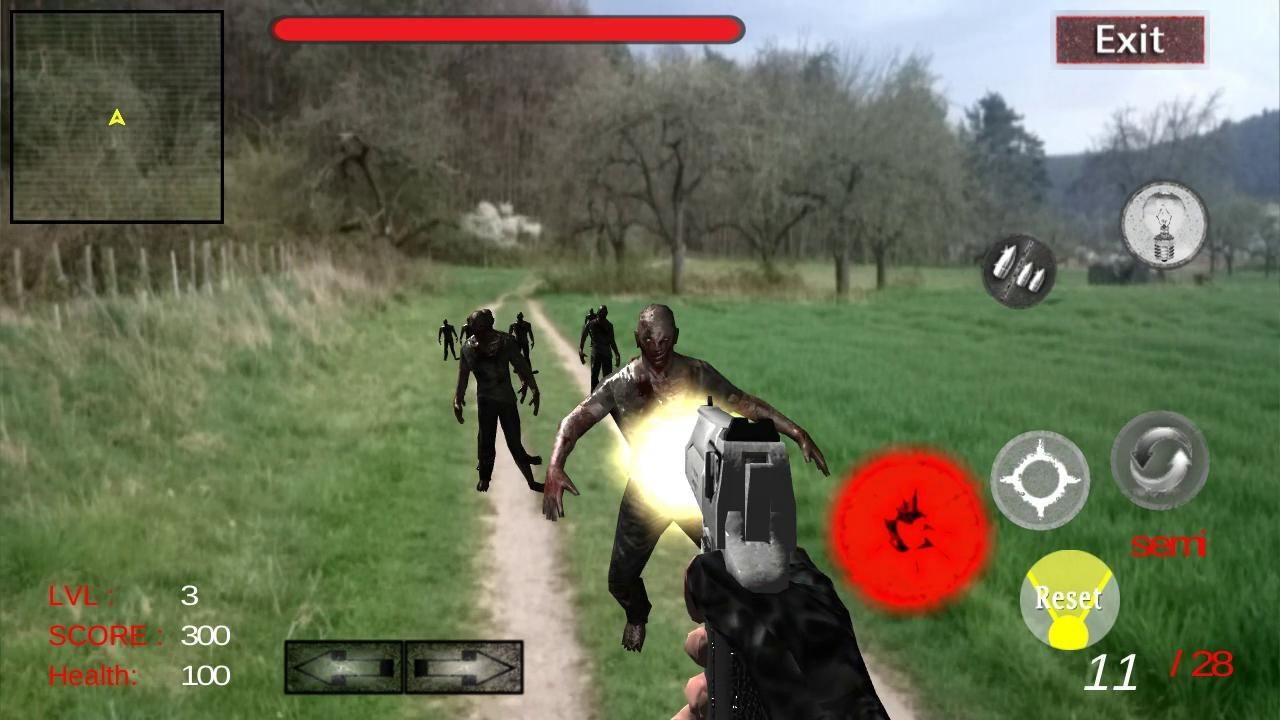 Exit
semi
Reset
LVL : 3
SCORE : 300
Health: 100
11 / 28